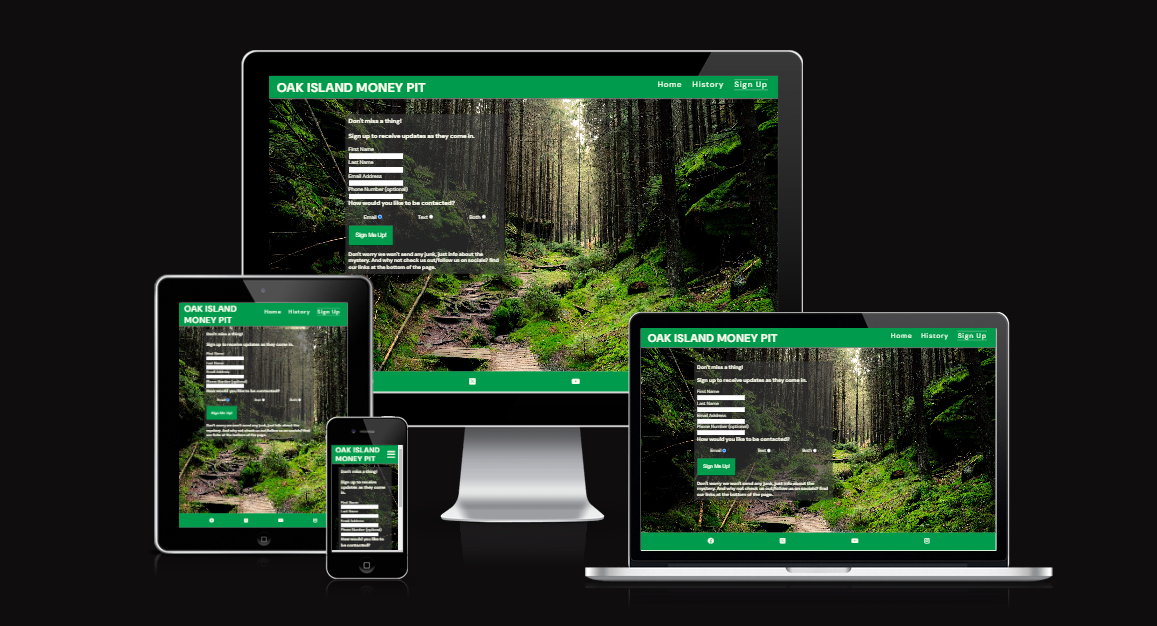 OAK ISLAND MONEY PIT
Home History Sign Up
Don't miss a thing!
Sign up to receive updates as they come in.
First Name
Last Name
Email Address
Phone Number (optional)
How would you like to be contacted?
Email Text Both
Sign Me Up!
Don't worry we won't send any junk, just info about the
mystery. And why not check us out/follow us on socials? find
our links at the bottom of the page.
OAK ISLAND
MONEY PIT
Home History Sign Up
Don't miss a thing!
Sign up to receive updates as they come in.
First Name
Last Name
Email Address
Phone Number (optional)
How would you like to be contacted?
Email Text Both
Sign Me Up!
Don't worry we won't send any junk, just info about the
mystery. And why not check us out/follow us on socials? find
our links at the bottom of the page.
OAK ISLAND
MONEY PIT
Don't miss a thing!
Sign up to receive
updates as they come
in.
First Name
Last Name
Email Address
Phone Number (optional)
How would you like to
be contacted?
OAK ISLAND MONEY PIT
Home History Sign Up
Don't miss a thing!
Sign up to receive updates as they come in.
First Name
Last Name
Email Address
Phone Number (optional)
How would you like to be contacted?
Email Text Both
Sign Me Up!
Don't worry we won't send any junk, just info about the
mystery. And why not check us out/follow us on socials? find
our links at the bottom of the page.